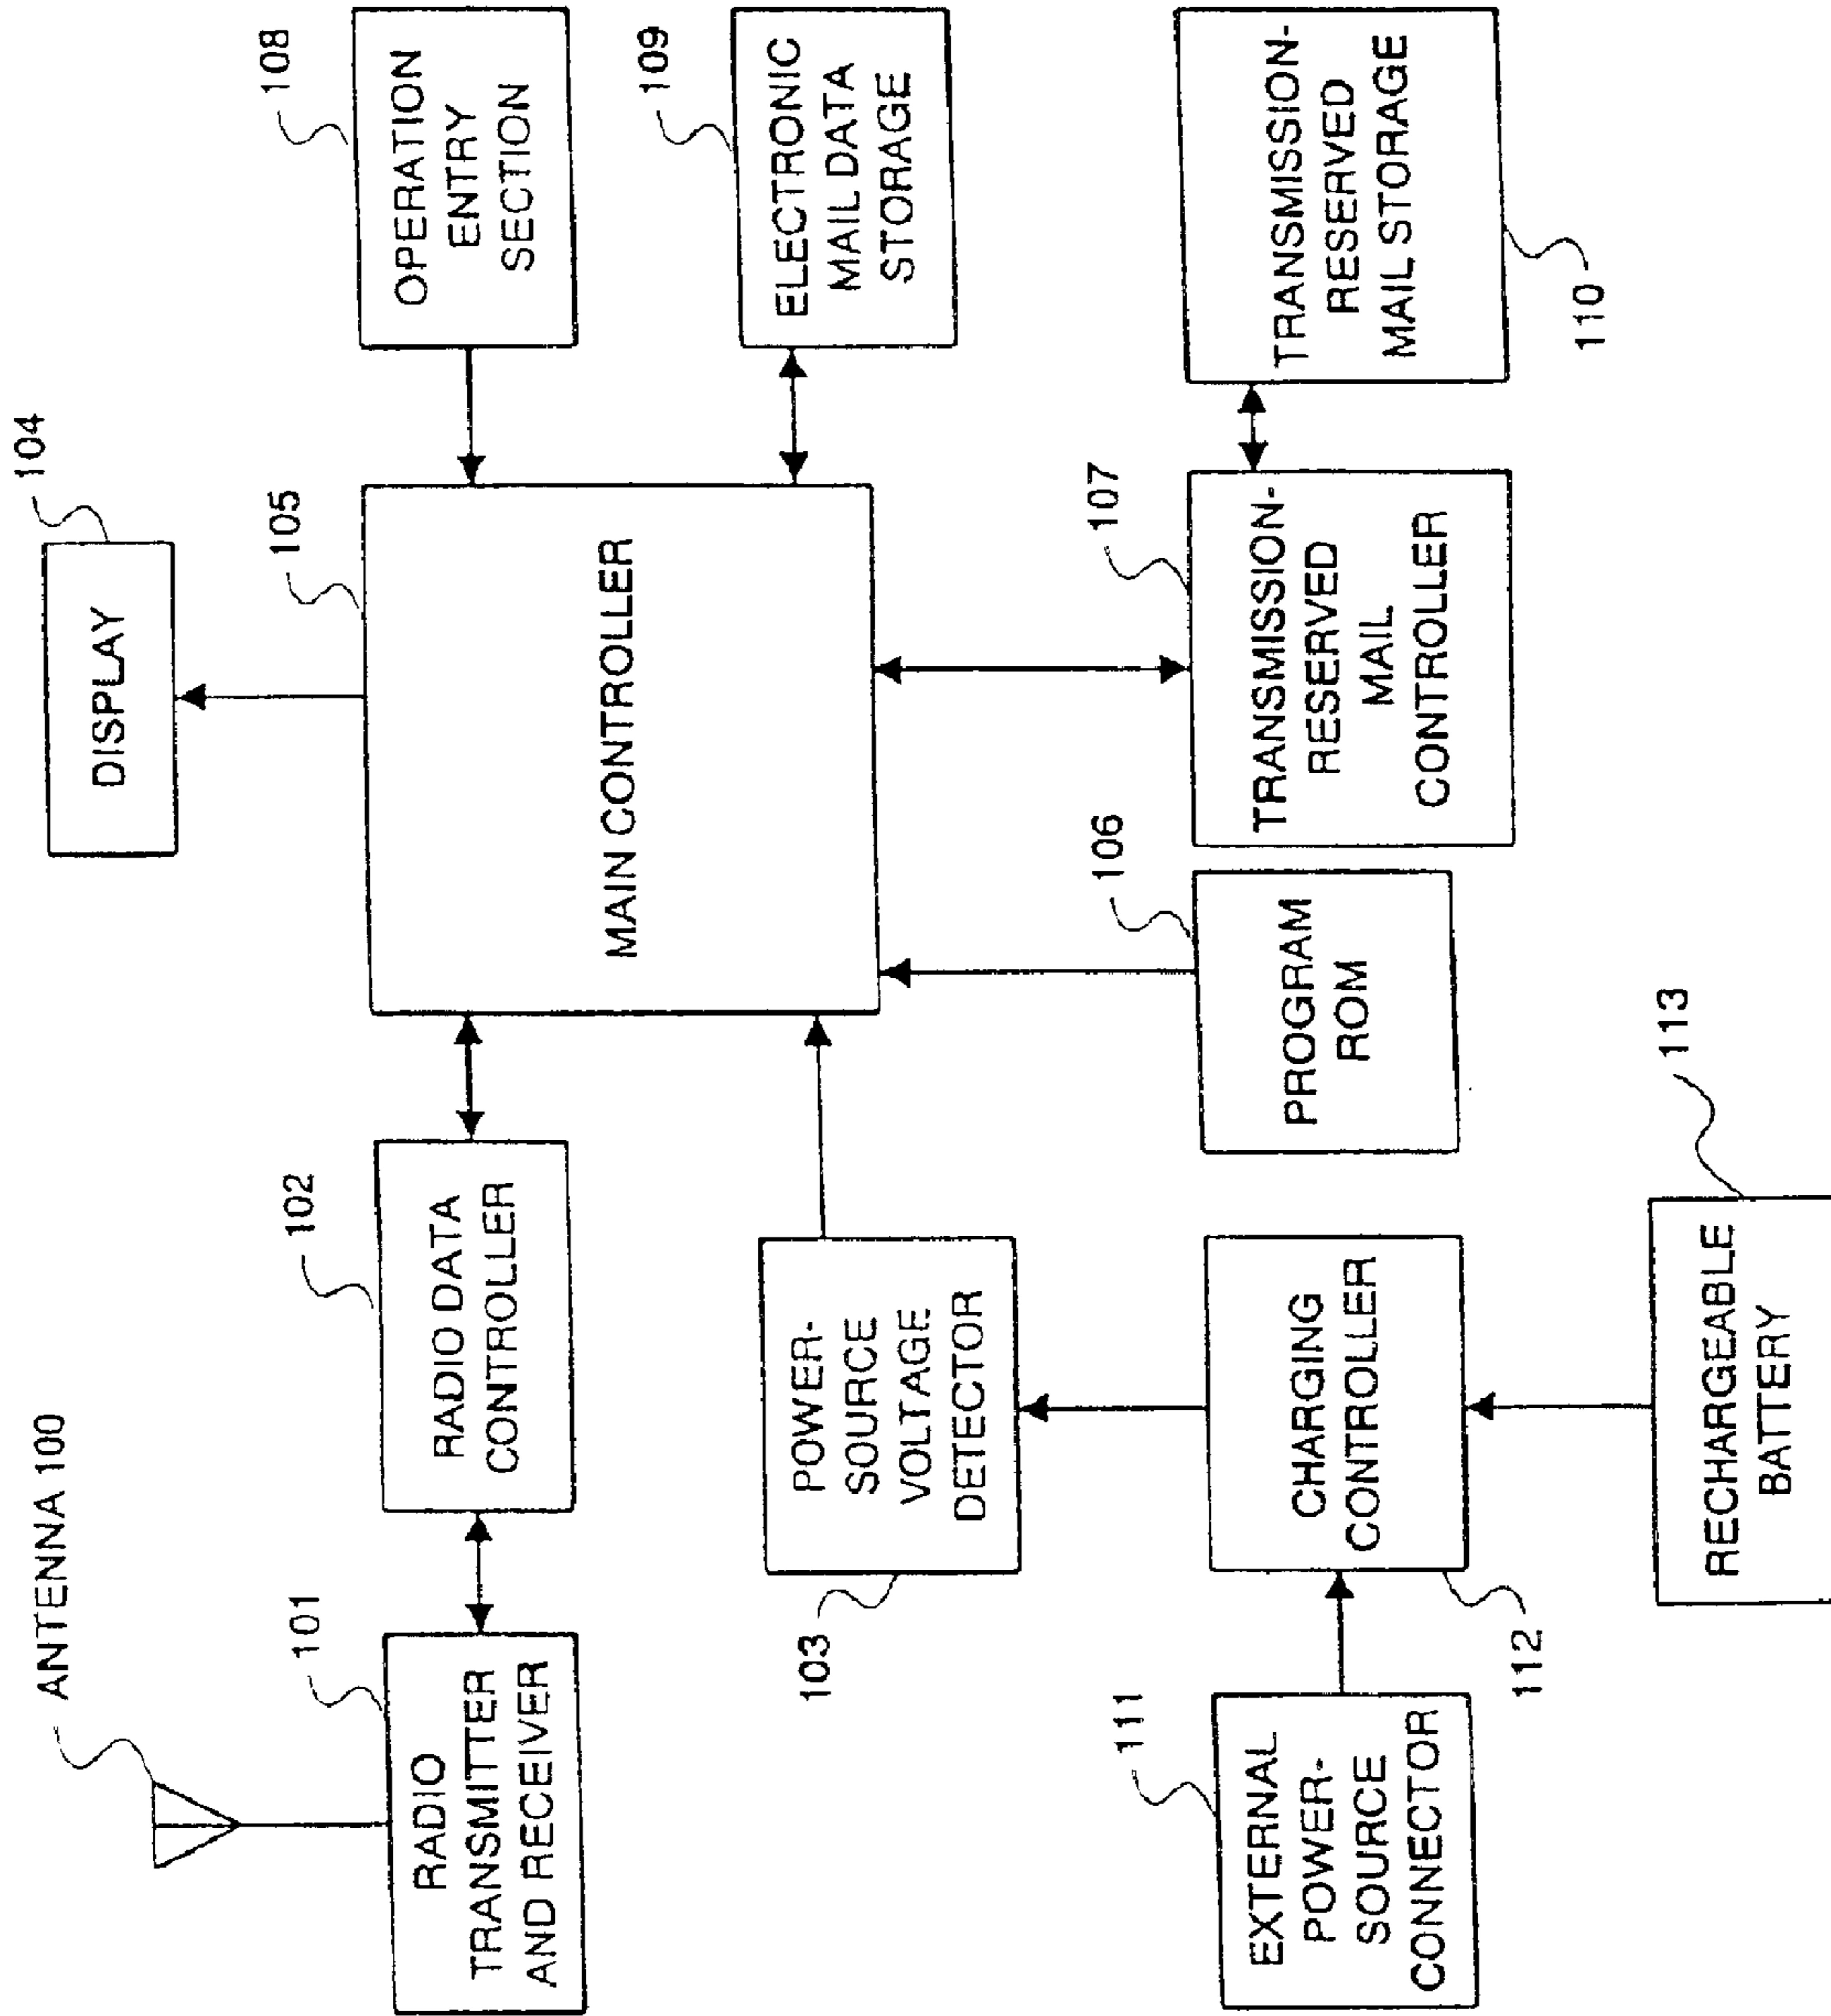 ANTENNA 100
101
RADIO
TRANSMITTER
AND RECEIVER
102
RADIO DATA
CONTROLLER
104
DISPLAY
105
MAIN CONTROLLER
108
OPERATION
ENTRY
SECTION
109
ELECTRONIC
MAIL DATA
STORAGE
103
POWER-
SOURCE
VOLTAGE
DETECTOR
106
PROGRAM
ROM
107
TRANSMISSION-
RESERVED
MAIL
CONTROLLER
TRANSMISSION-
RESERVED
MAIL STORAGE
110
111
EXTERNAL
POWER-
SOURCE
CONNECTOR
CHARGING
CONTROLLER
112
113
RECHARGEABLE
BATTERY